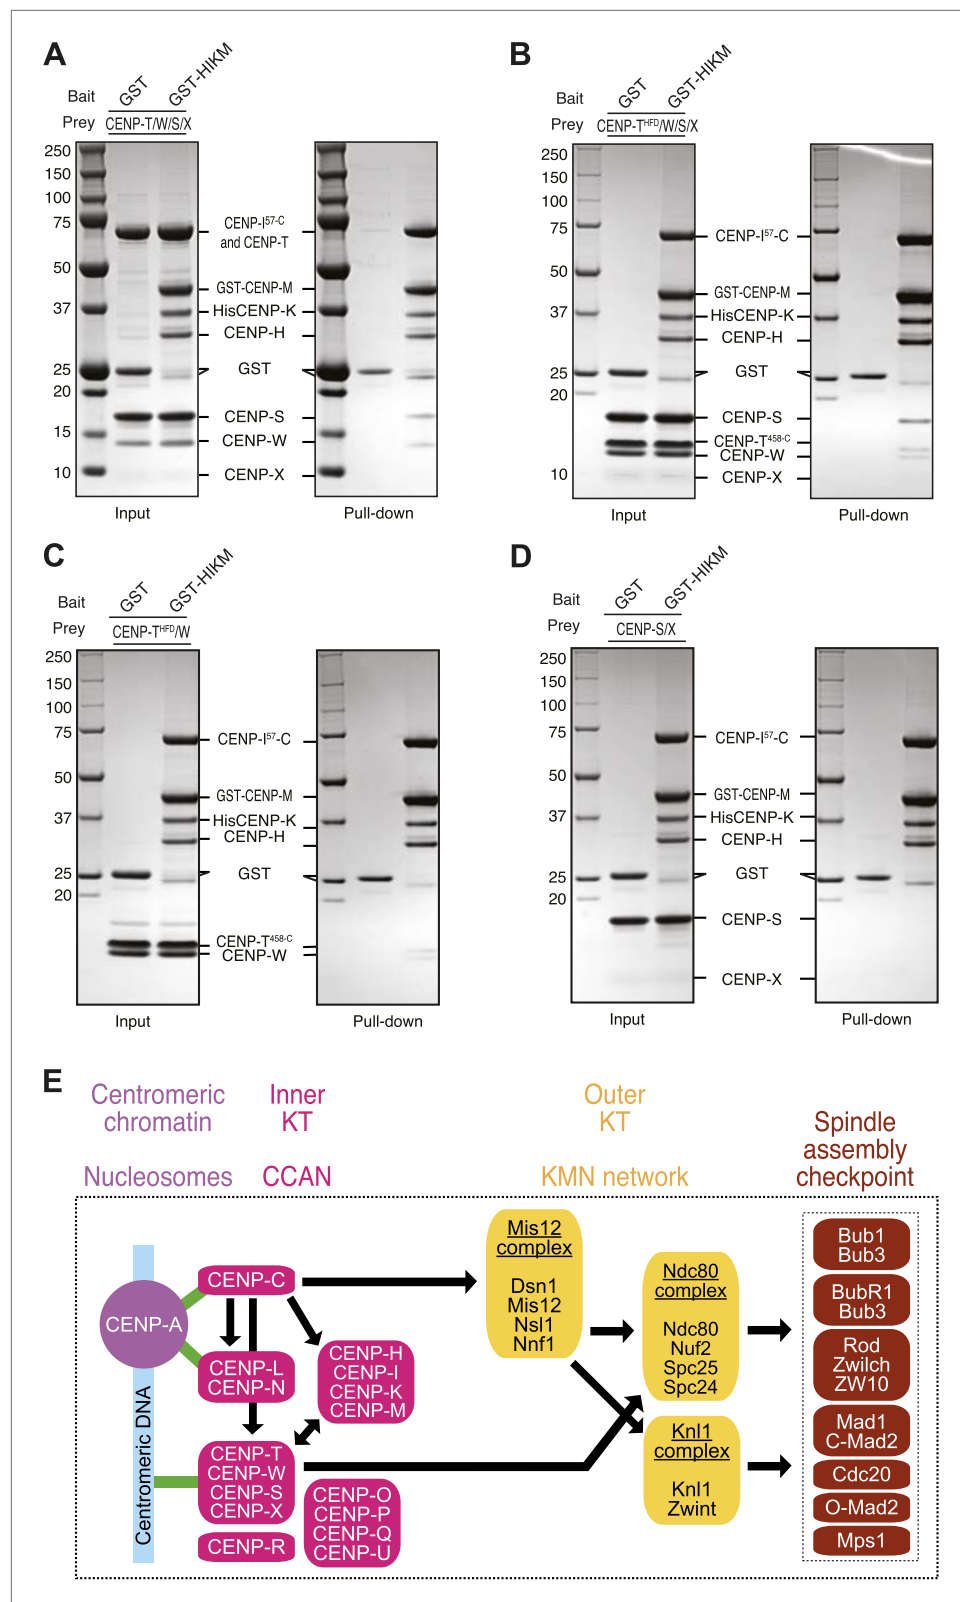 A
Bait
GST
GST-HIKM
Prey
CENP-T/W/S/X
250
150
100
75
50
37
25
20
15
10
CENP-I57-C
and CENP-T
GST-CENP-M
HisCENP-K
CENP-H
GST
CENP-S
CENP-W
CENP-X
Input
Pull-down
B
Bait
GST
GST-HIKM
Prey
CENP-THFD/W/S/X
250
150
100
75
50
37
25
20
10
CENP-I57-C
GST-CENP-M
HisCENP-K
CENP-H
GST
CENP-S
CENP-T458-C
CENP-W
CENP-X
Input
Pull-down
C
Bait
GST
GST-HIKM
Prey
CENP-THFD/W
250
150
100
75
50
37
25
20
CENP-I57-C
GST-CENP-M
HisCENP-K
CENP-H
GST
CENP-T458-C
CENP-W
Input
Pull-down
D
Bait
GST
GST-HIKM
Prey
CENP-S/X
250
150
100
75
50
37
25
20
CENP-I57-C
GST-CENP-M
HisCENP-K
CENP-H
GST
CENP-S
CENP-X
Input
Pull-down
E
Centromeric
chromatin
Inner
KT
Outer
KT
Spindle
assembly
checkpoint
Nucleosomes
CCAN
KMN network
CENP-A
Centromeric DNA
CENP-C
CENP-L
CENP-N
CENP-H
CENP-I
CENP-K
CENP-M
CENP-T
CENP-W
CENP-S
CENP-X
CENP-R
CENP-O
CENP-P
CENP-Q
CENP-U
Mis12
complex
Dsn1
Mis12
Nsl1
Nnf1
Ndc80
complex
Ndc80
Nuf2
Spc25
Spc24
Knl1
complex
Knl1
Zwint
Bub1
Bub3
BubR1
Bub3
Rod
Zwilch
ZW10
Mad1
C-Mad2
Cdc20
O-Mad2
Mps1